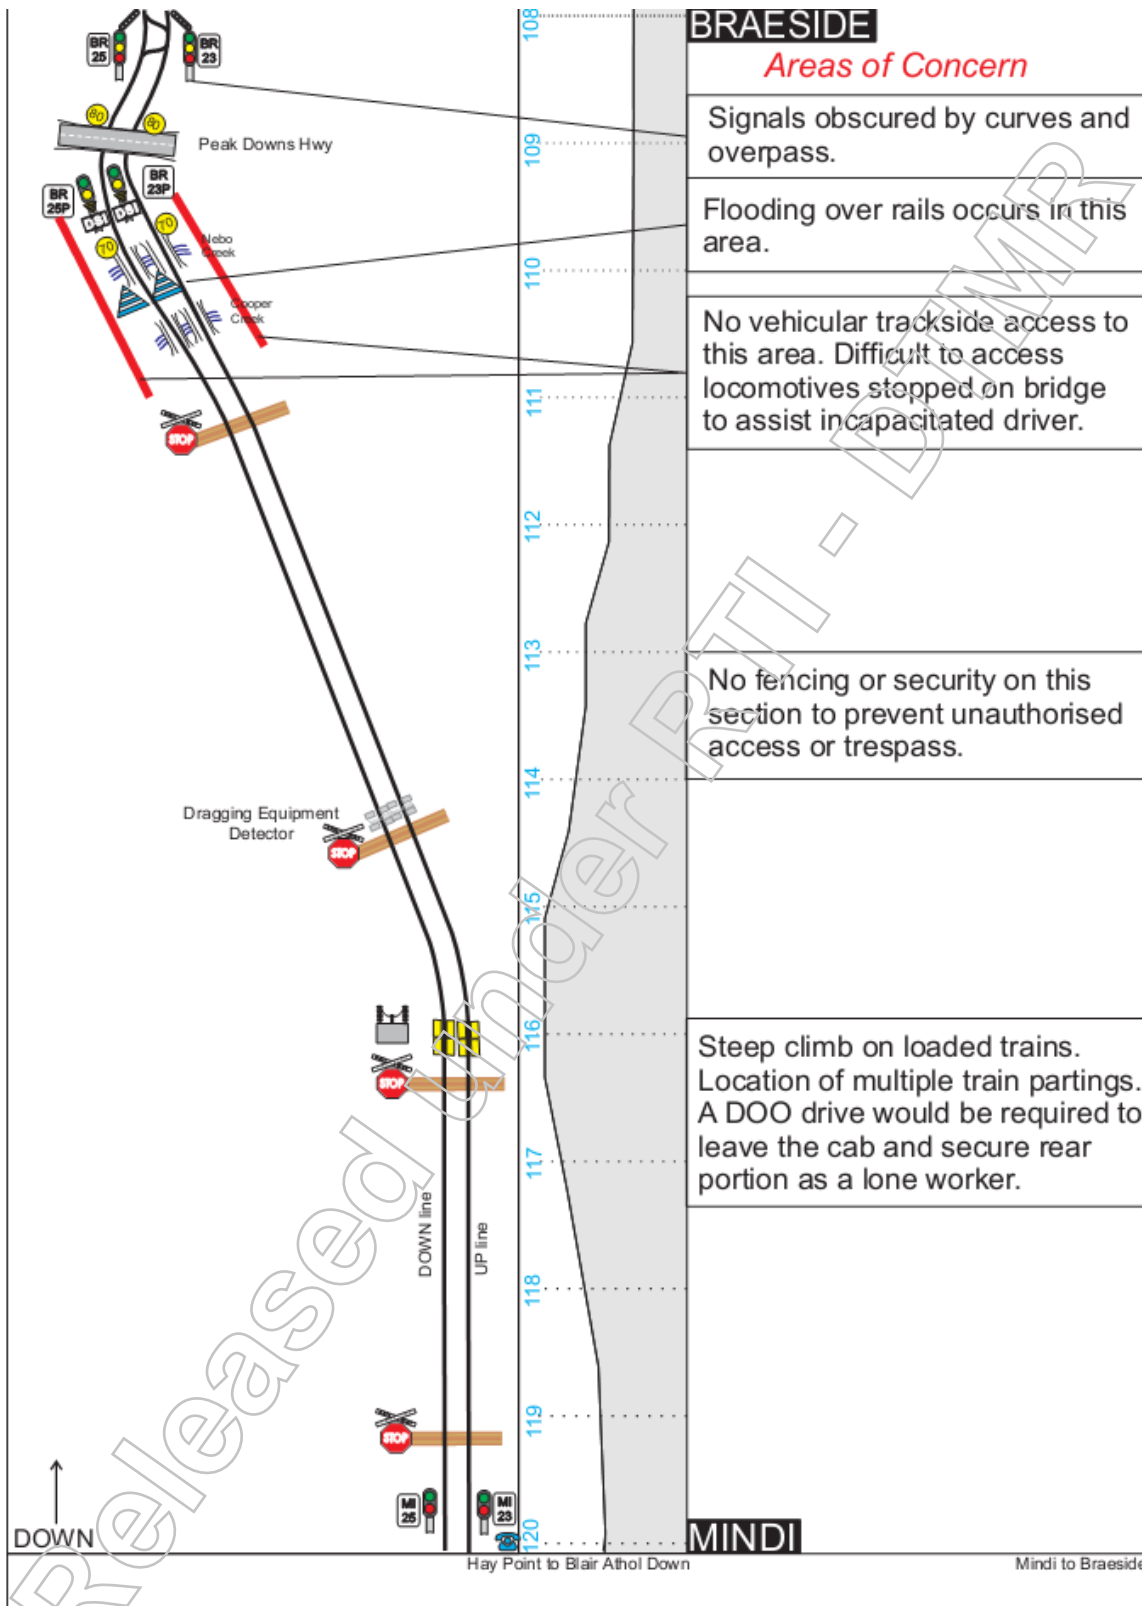 BRAESIDE
Areas of Concern
BR
25
BR
23
80
80
Peak Downs Hwy
Signals obscured by curves and
overpass.
BR
25P
BR
23P
DSI
DSI
70
70
Nebo
Creek
Flooding over rails occurs in this
area.
Cooper
Creek
No vehicular trackside access to
this area. Difficult to access
locomotives stopped on bridge
to assist incapacitated driver.
STOP
No fencing or security on this
section to prevent unauthorised
access or trespass.
Dragging Equipment
Detector
STOP
STOP
Steep climb on loaded trains.
Location of multiple train partings.
A DOO drive would be required to
leave the cab and secure rear
portion as a lone worker.
DOWN line
UP line
STOP
MI
25
MI
23
DOWN
MINDI
108
109
110
111
112
113
114
115
116
117
118
119
120
Hay Point to Blair Athol Down
Mindi to Braeside
Released under RTI - DTMR